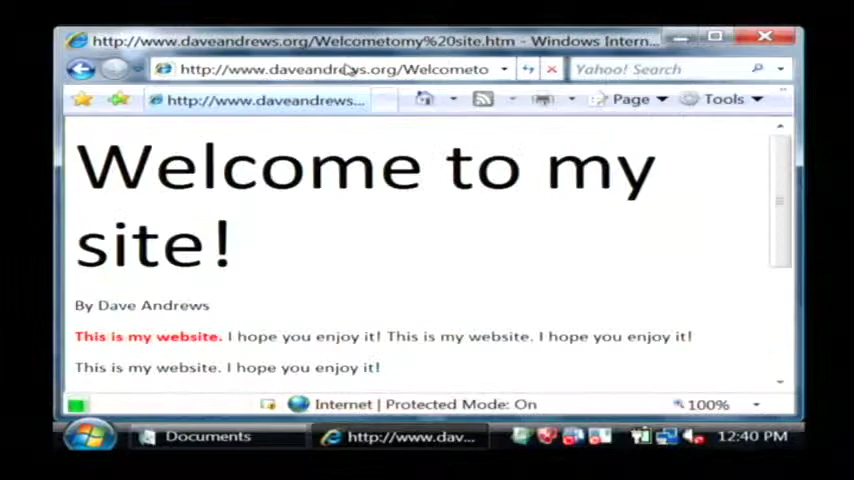 http://www.daveandrews.org/Welcometomy%20site.htm - Windows Intern...
http://www.daveandrews.org/Welcometo
Yahoo! Search
http://www.daveandrews...
Page
Tools
Welcome to my
site!
By Dave Andrews
This is my website. I hope you enjoy it! This is my website. I hope you enjoy it!
This is my website. I hope you enjoy it!
Internet | Protected Mode: On
100%
Documents
http://www.dav...
12:40 PM